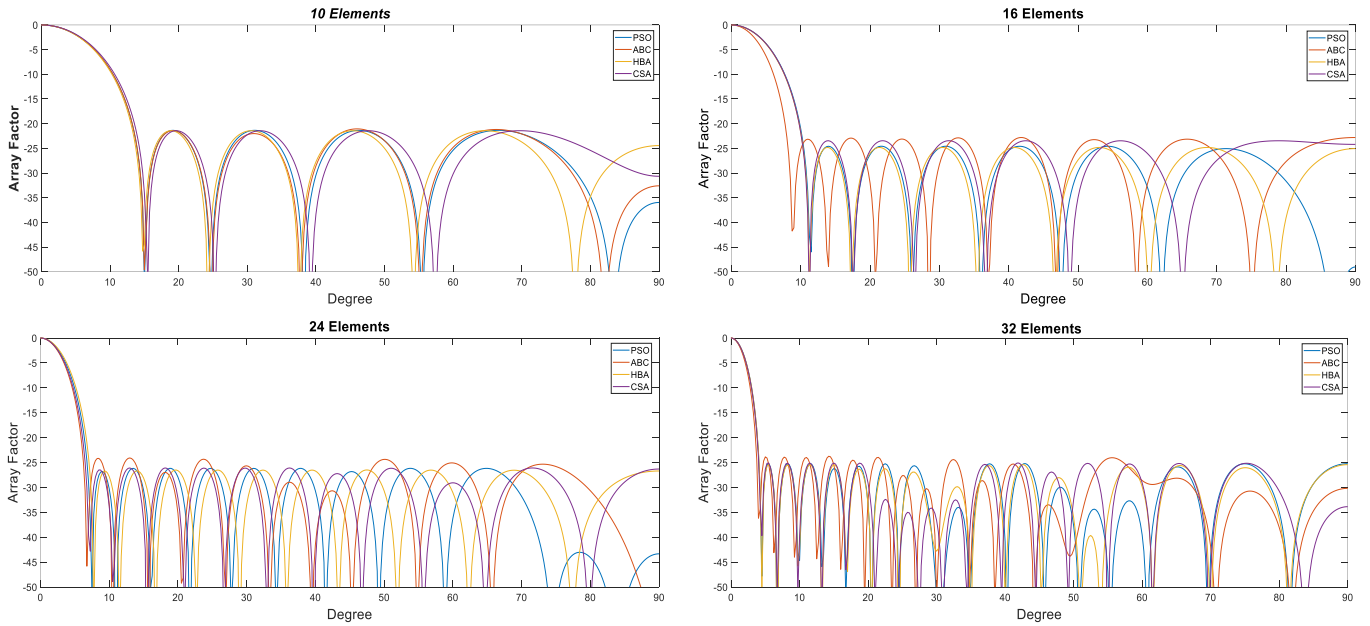 10 Elements
Array Factor
0
-5
-10
-15
-20
-25
-30
-35
-40
-45
-50
0 10 20 30 40 50 60 70 80 90
Degree
PSO
ABC
HBA
CSA
16 Elements
Array Factor
0
-5
-10
-15
-20
-25
-30
-35
-40
-45
-50
0 10 20 30 40 50 60 70 80 90
Degree
PSO
ABC
HBA
CSA
24 Elements
Array Factor
0
-5
-10
-15
-20
-25
-30
-35
-40
-45
-50
0 10 20 30 40 50 60 70 80 90
Degree
PSO
ABC
HBA
CSA
32 Elements
Array Factor
0
-5
-10
-15
-20
-25
-30
-35
-40
-45
-50
0 10 20 30 40 50 60 70 80 90
Degree
PSO
ABC
HBA
CSA